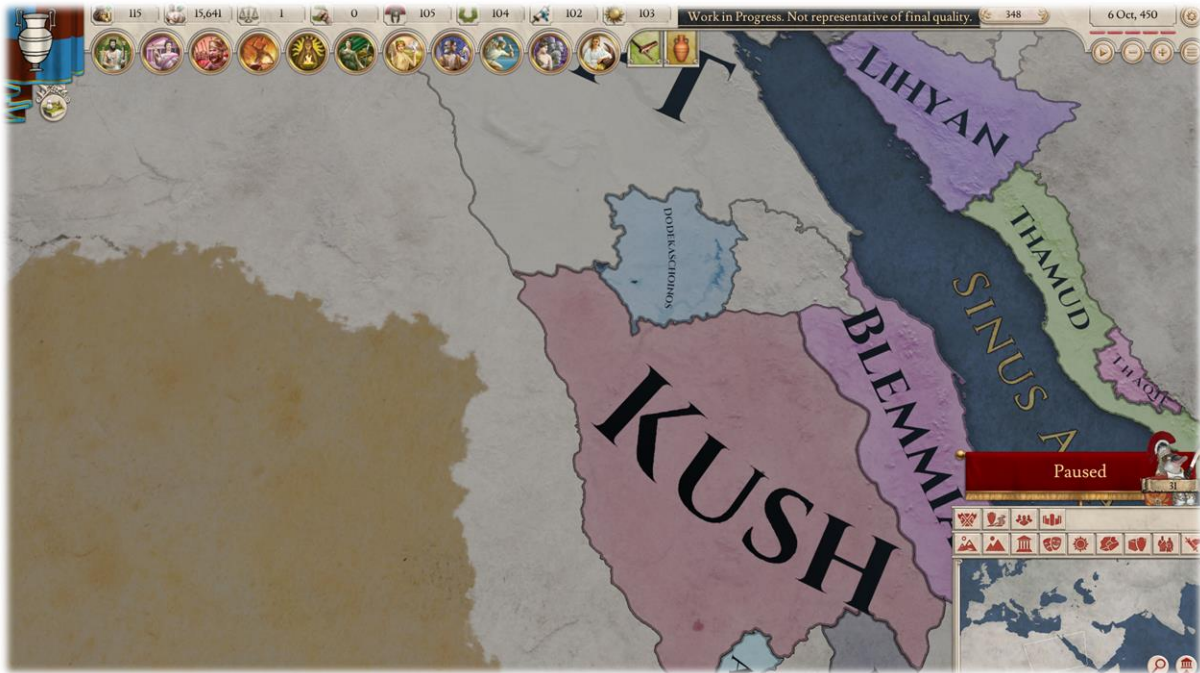 115 15,641 1 0 105 104 102 103
Work in Progress. Not representative of final quality.
348
6 Oct, 450
T
LIHYAN
THAMUD
DODEKASCHOINOS
SINUS A
THAQIF
BLEMMI
KUSH
Paused
31
A